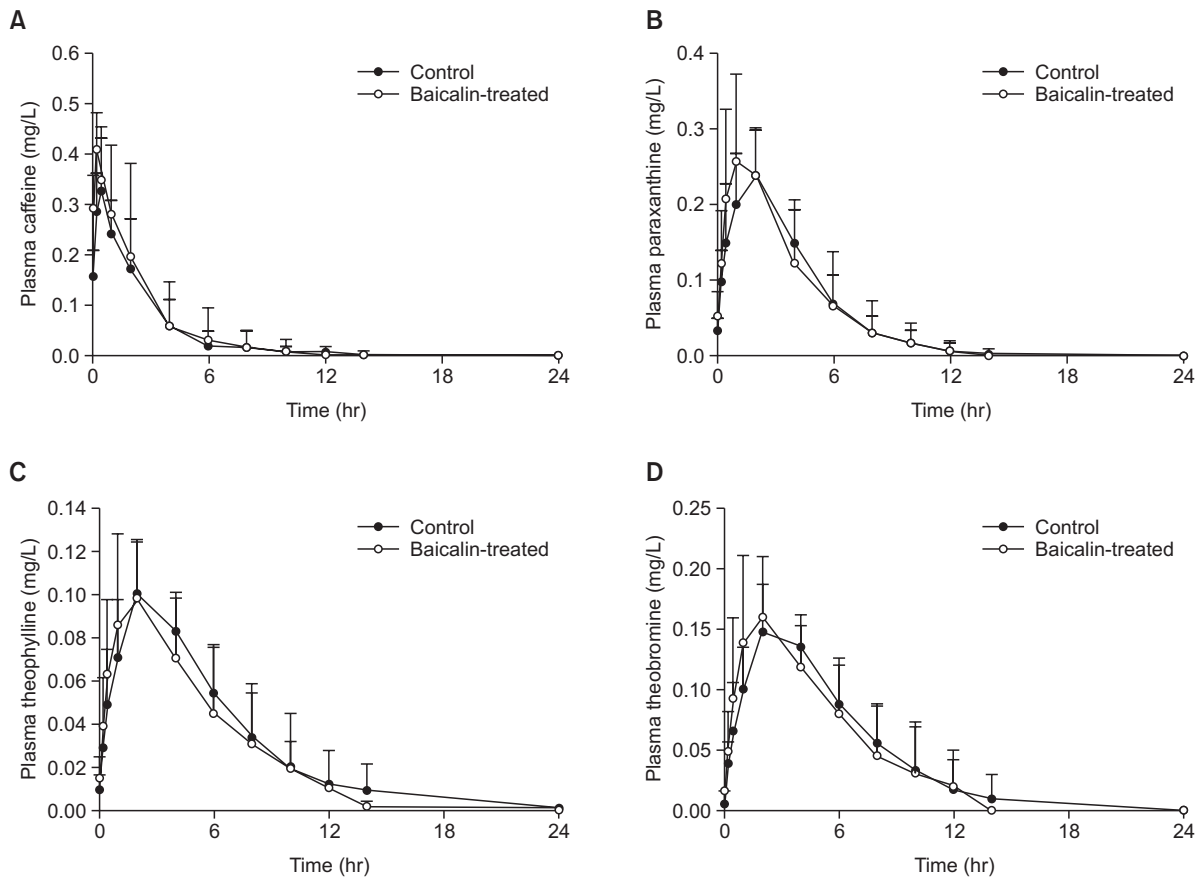 A
Plasma caffeine (mg/L)
0.6
0.5
0.4
0.3
0.2
0.1
0.0
0 6 12 18 24
Time (hr)
Control
Baicalin-treated
B
Plasma paraxanthine (mg/L)
0.4
0.3
0.2
0.1
0.0
0 6 12 18 24
Time (hr)
Control
Baicalin-treated
C
Plasma theophylline (mg/L)
0.14
0.12
0.10
0.08
0.06
0.04
0.02
0.00
0 6 12 18 24
Time (hr)
Control
Baicalin-treated
D
Plasma theobromine (mg/L)
0.25
0.20
0.15
0.10
0.05
0.00
0 6 12 18 24
Time (hr)
Control
Baicalin-treated